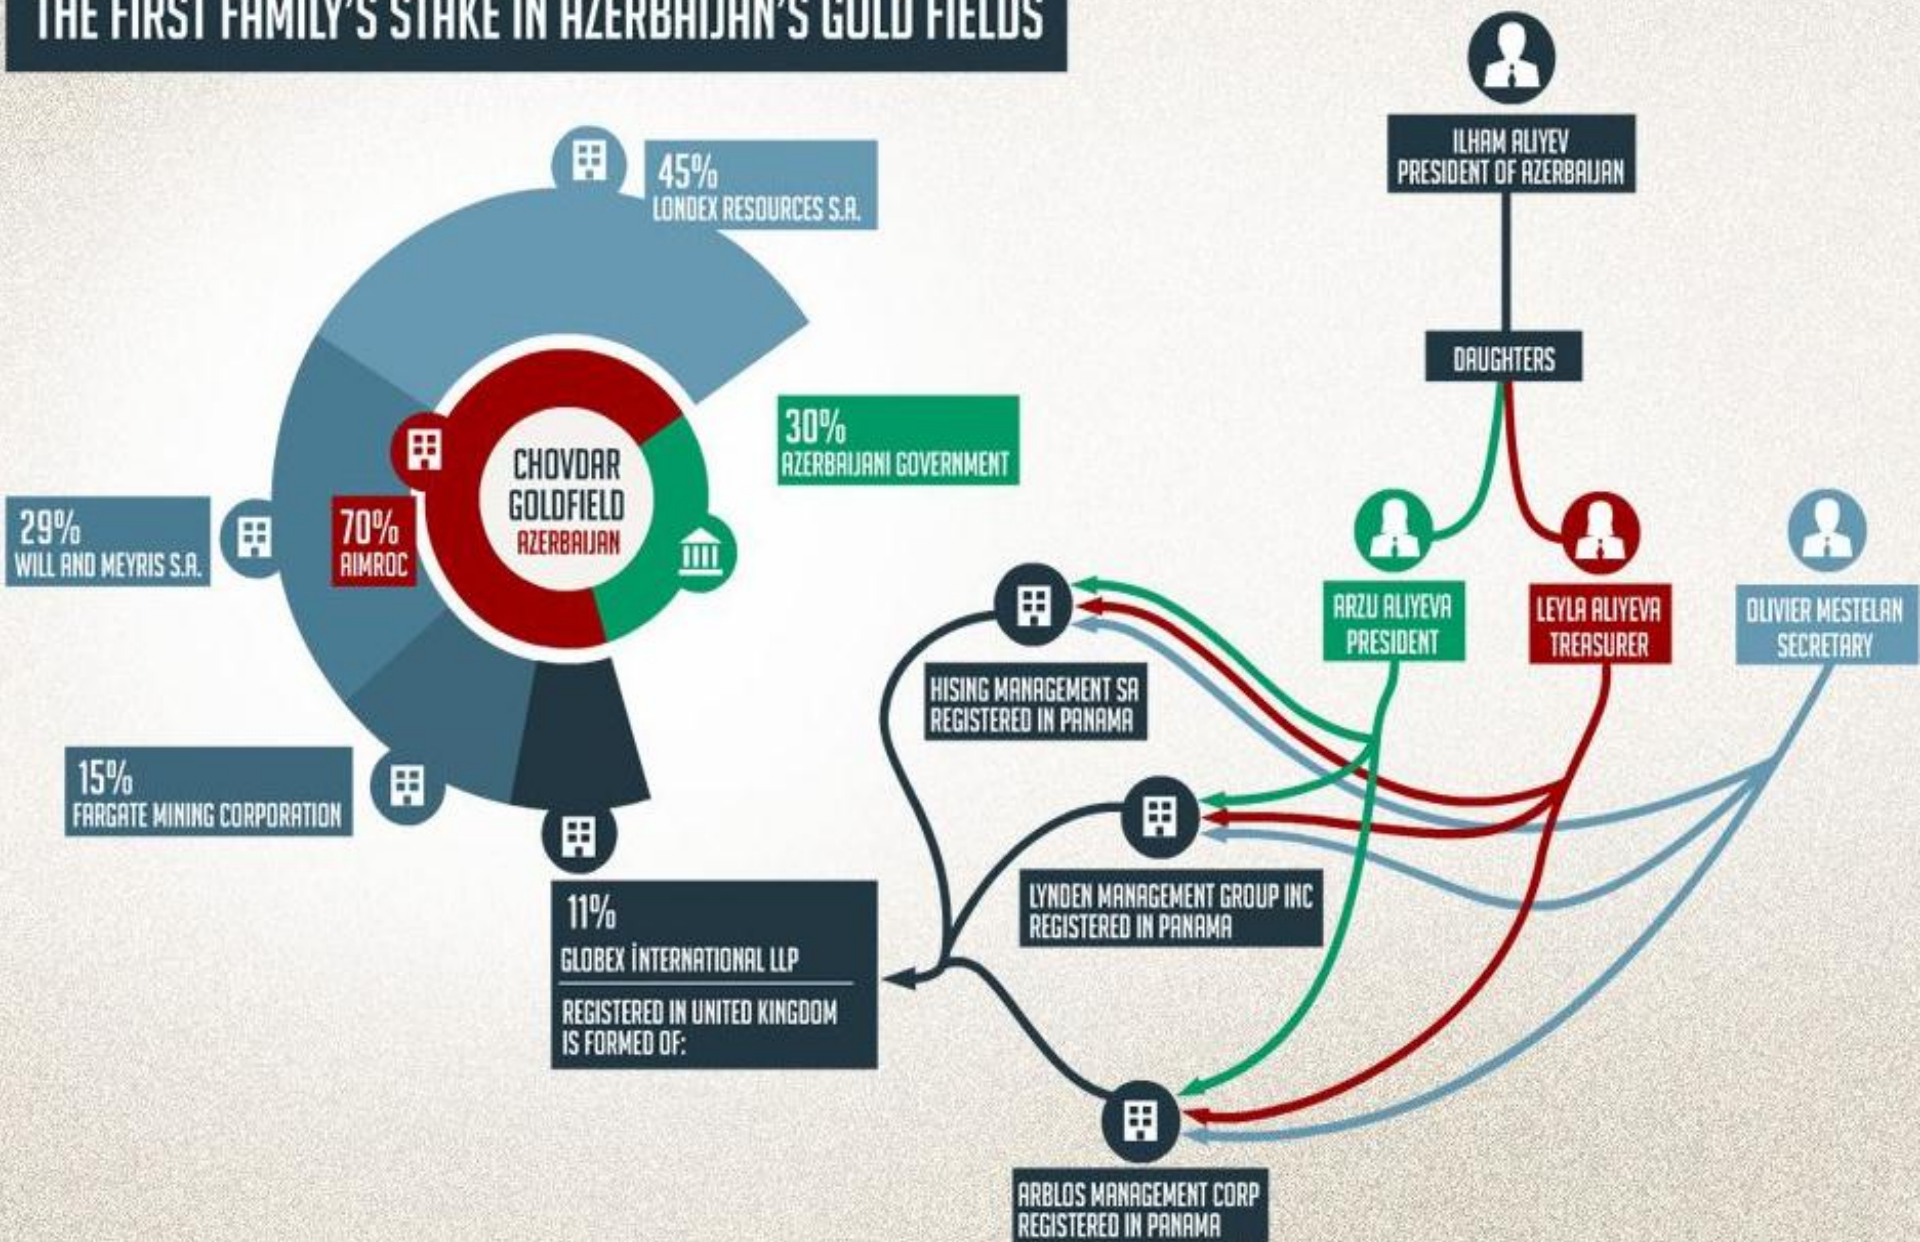 THE FIRST FAMILY'S STAKE IN AZERBAIJAN'S GOLD FIELDS
45%
LONDEX RESOURCES S.A.
30%
AZERBAIJANI GOVERNMENT
CHOVDAR
GOLDFIELD
AZERBAIJAN
70%
AIMROC
29%
WILL AND MEYRIS S.A.
15%
FARGATE MINING CORPORATION
11%
GLOBEX İNTERNATIONAL LLP
REGISTERED IN UNITED KINGDOM
IS FORMED OF:
ILHAM ALIYEV
PRESIDENT OF AZERBAIJAN
DAUGHTERS
ARZU ALIYEVA
PRESIDENT
LEYLA ALIYEVA
TREASURER
OLIVIER MESTELAN
SECRETARY
HISING MANAGEMENT SA
REGISTERED IN PANAMA
LYNDEN MANAGEMENT GROUP INC
REGISTERED IN PANAMA
ARBLOS MANAGEMENT CORP
REGISTERED IN PANAMA